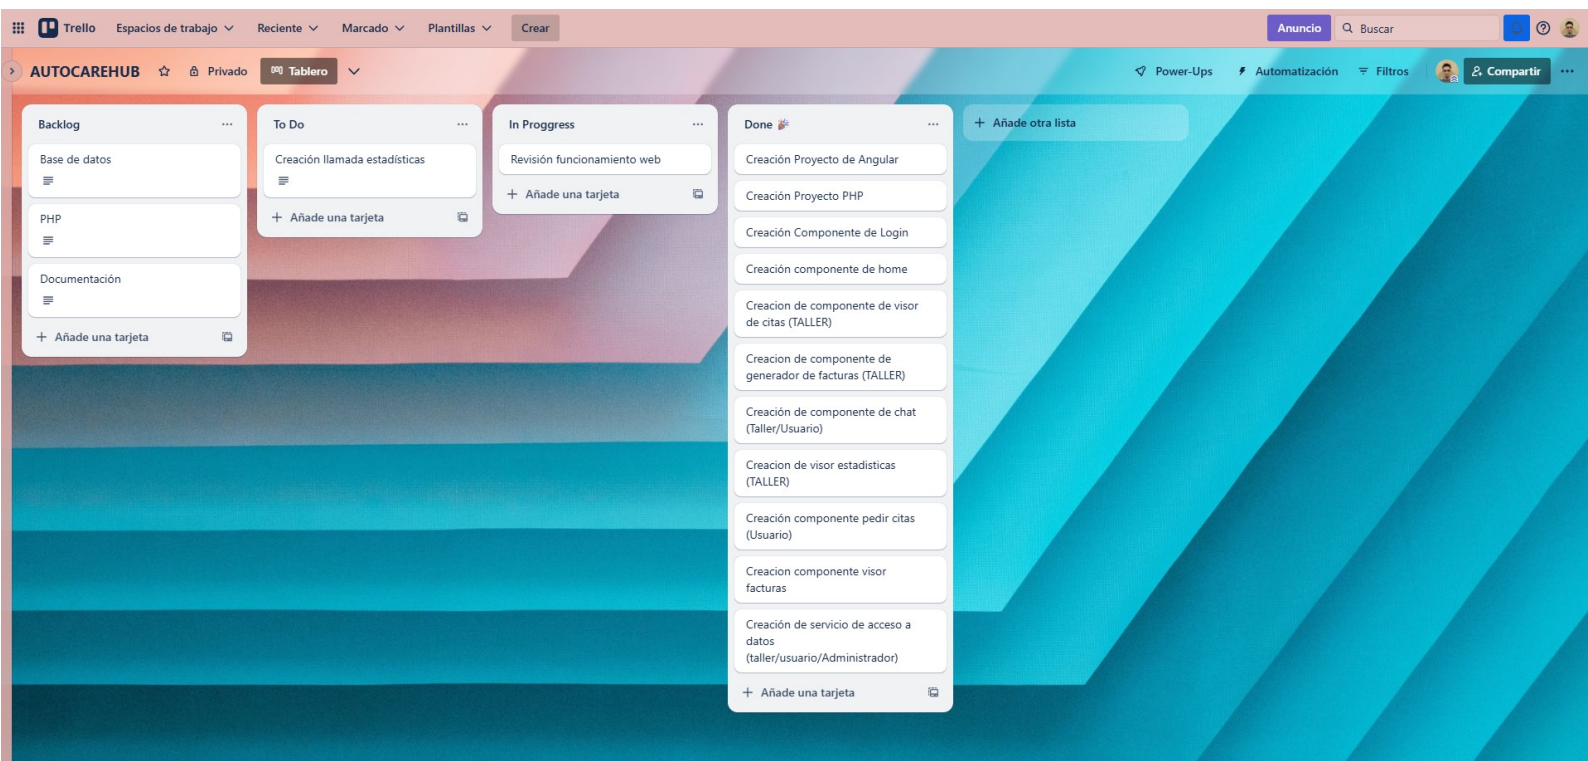 Trello
Espacios de trabajo
Reciente
Marcado
Plantillas
Crear
Anuncio
Buscar
AUTOCAREHUB
Privado
Tablero
Power-Ups
Automatización
Filtros
Compartir
Backlog
Base de datos
PHP
Documentación
+ Añade una tarjeta
To Do
Creación llamada estadísticas
+ Añade una tarjeta
In Proggress
Revisión funcionamiento web
+ Añade una tarjeta
Done 🎉
Creación Proyecto de Angular
Creación Proyecto PHP
Creación Componente de Login
Creación componente de home
Creacion de componente de visor
de citas (TALLER)
Creacion de componente de
generador de facturas (TALLER)
Creación de componente de chat
(Taller/Usuario)
Creacion de visor estadisticas
(TALLER)
Creación componente pedir citas
(Usuario)
Creacion componente visor
facturas
Creación de servicio de acceso a
datos
(taller/usuario/Administrador)
+ Añade una tarjeta
+ Añade otra lista